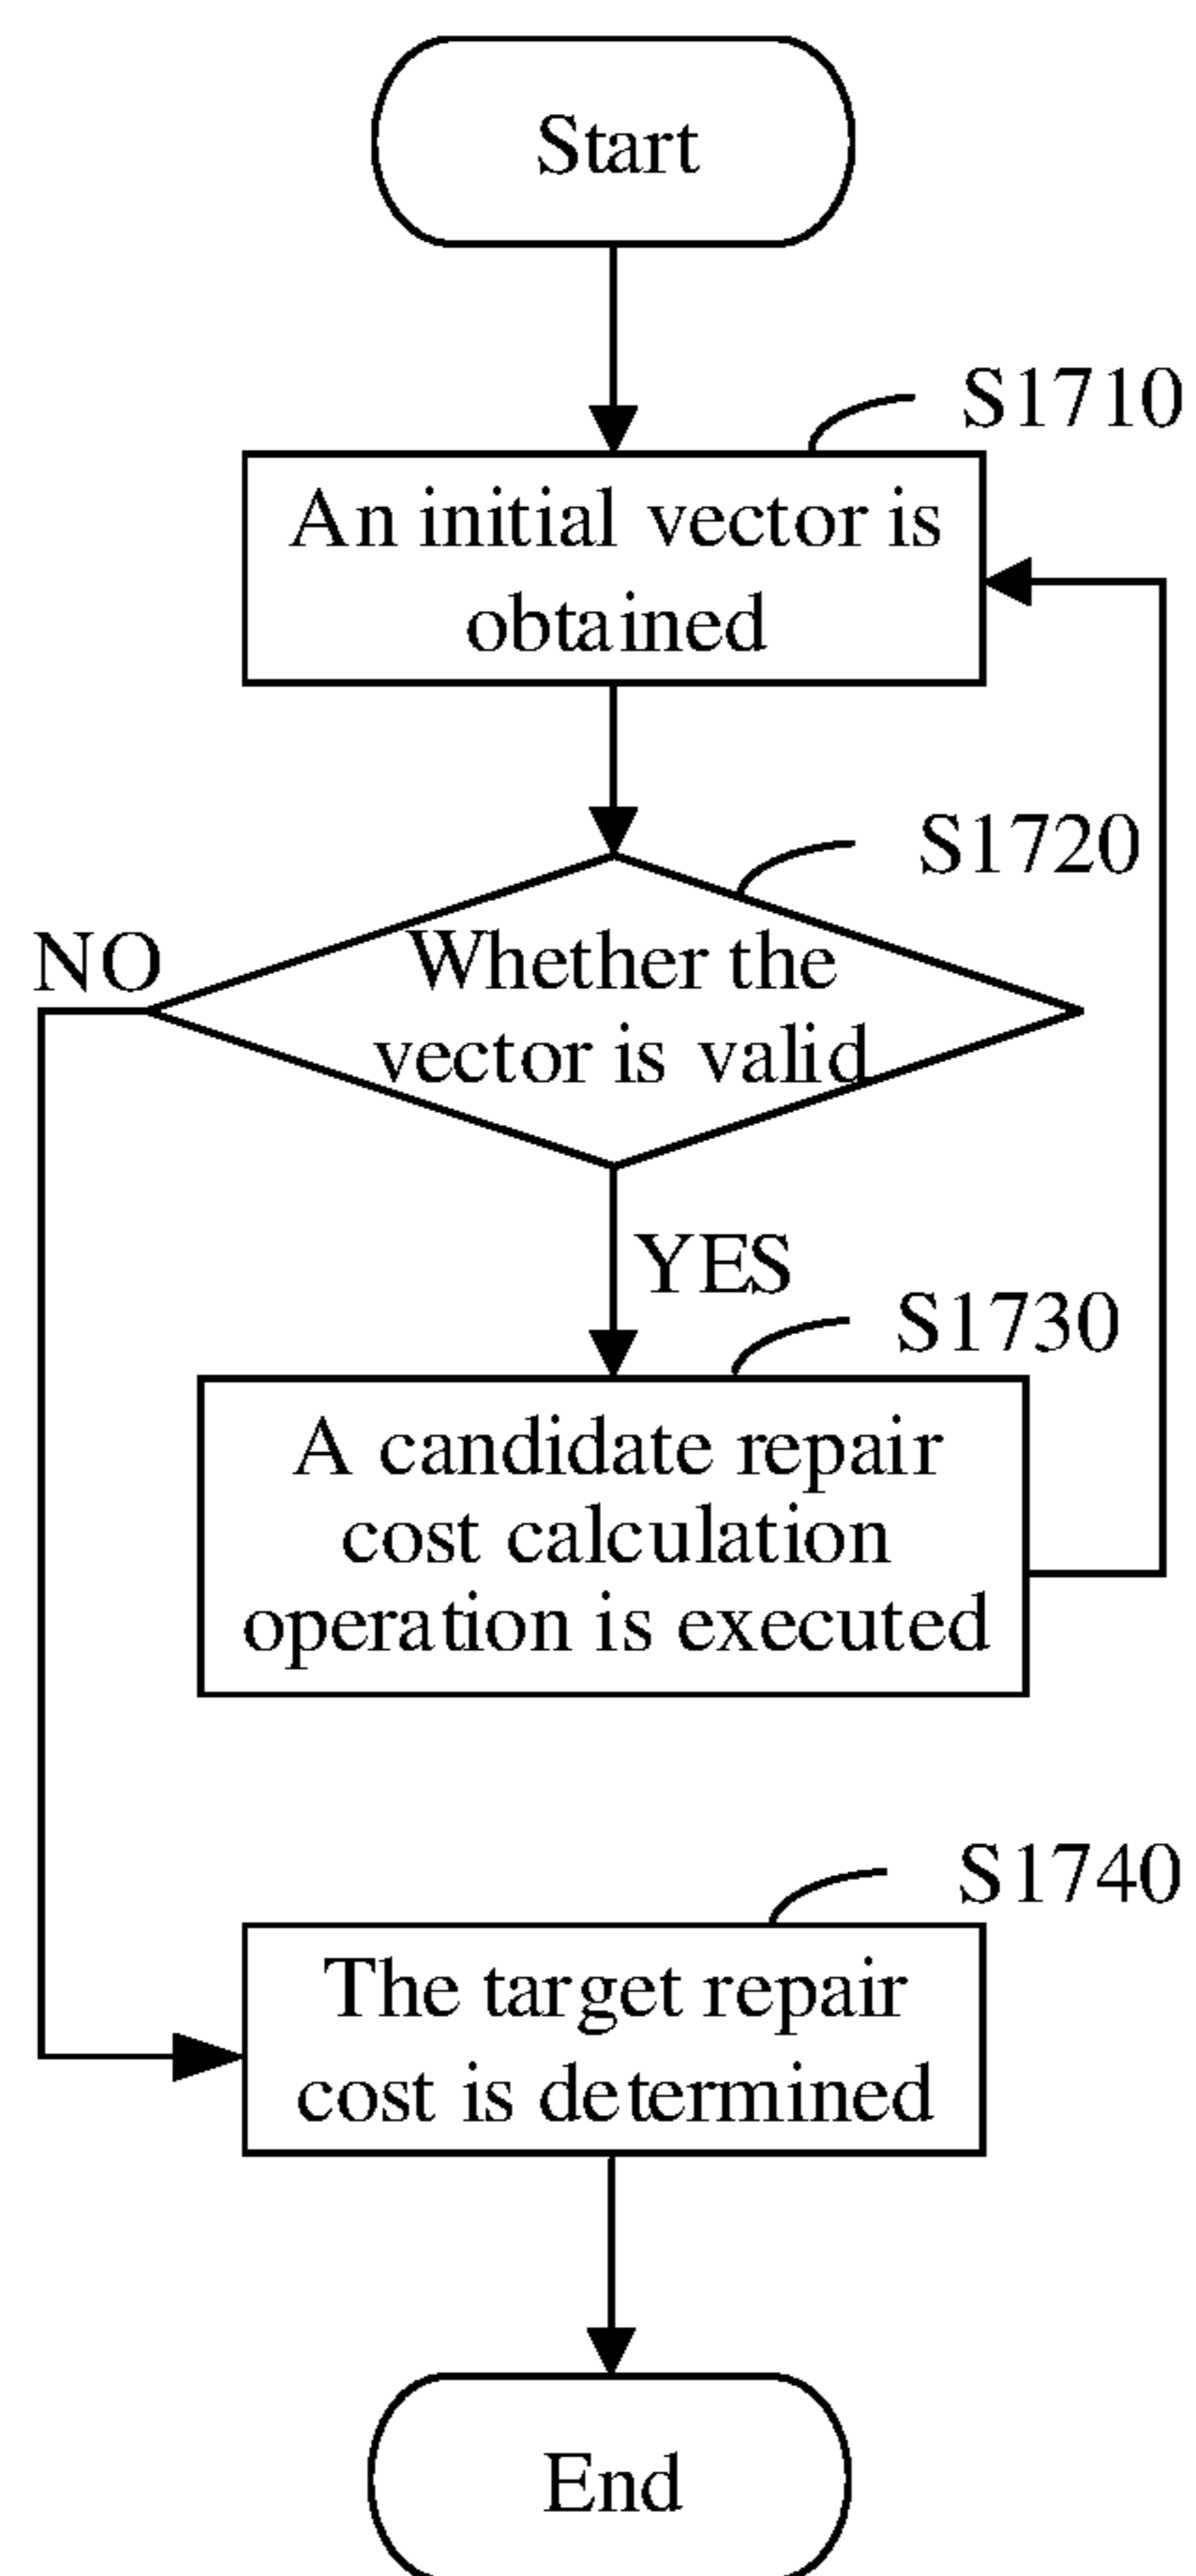 Start
S1710
An initial vector is
obtained
S1720
NO
Whether the
vector is valid
YES
S1730
A candidate repair
cost calculation
operation is executed
S1740
The target repair
cost is determined
End